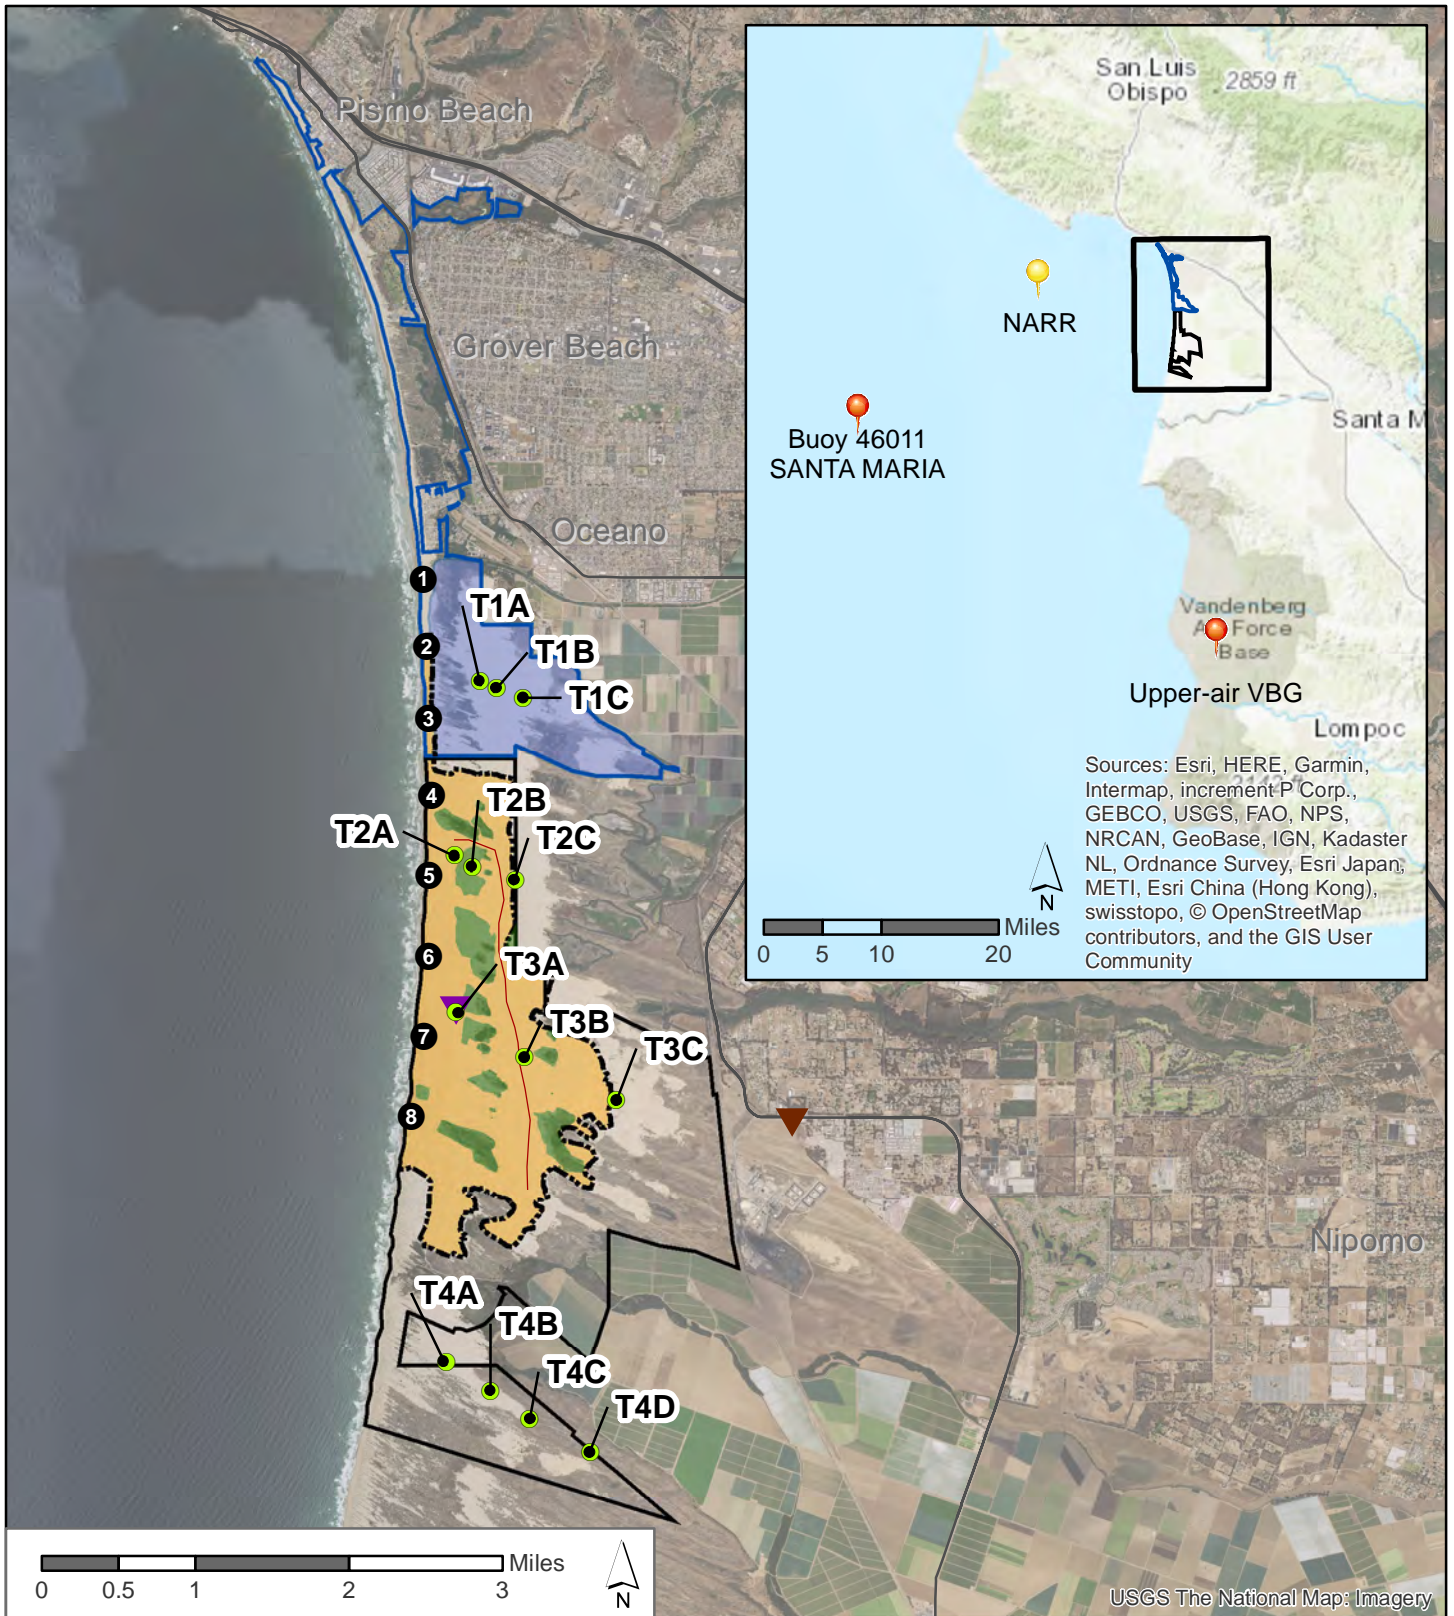 Pismo Beach
Grover Beach
Oceano
1
T1A
2
T1B
T1C
3
4
T2B
T2A
T2C
5
6
T3A
T3B
7
T3C
8
Nipomo
T4A
T4B
T4C
T4D
Miles
0 0.5 1 2 3
N
USGS The National Map: Imagery
San Luis
Obispo
2859 ft
NARR
Buoy 46011
SANTA MARIA
Santa M
Vandenberg
Force
Base
Upper-air VBG
Lompoc
Sources: Esri, HERE, Garmin,
Intermap, increment P Corp.,
GEBCO, USGS, FAO, NPS,
NRCAN, GeoBase, IGN, Kadaster
NL, Ordnance Survey, Esri Japan,
METI, Esri China (Hong Kong),
swisstopo, © OpenStreetMap
contributors, and the GIS User
Community
N
Miles
0 5 10 20